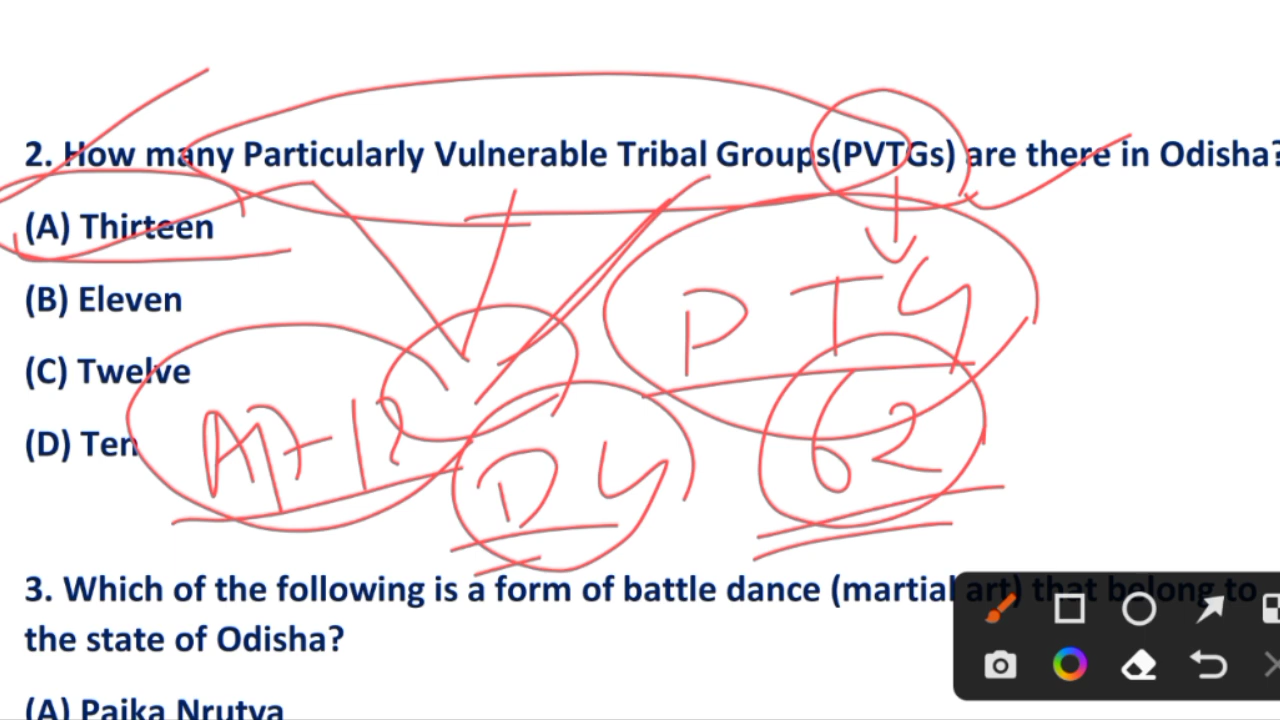 2. How many Particularly Vulnerable Tribal Groups(PVTGs) are there in Odisha?
(A) Thirteen
(B) Eleven
(C) Twelve
(D) Ten
62
3. Which of the following is a form of battle dance (martial art) that belong to
the state of Odisha?
(A) Paika Nrutya